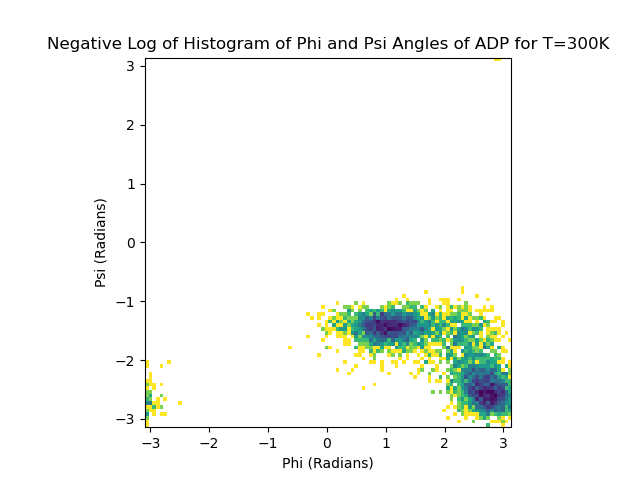 Negative Log of Histogram of Phi and Psi Angles of ADP for T=300K
3
2
1
0
−1
−2
−3
Psi (Radians)
−3 −2 −1 0 1 2 3
Phi (Radians)